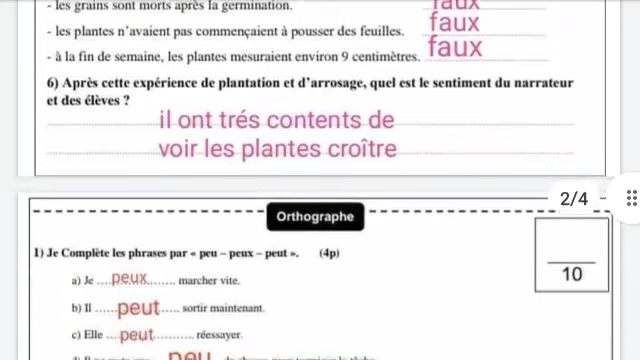 - les grains sont morts après la germination. faux
- les plantes n'avaient pas commençaient à pousser des feuilles. faux
- à la fin de semaine, les plantes mesuraient environ 9 centimètres. faux
6) Après cette expérience de plantation et d'arrosage, quel est le sentiment du narrateur
et des élèves ?
il ont trés contents de
voir les plantes croître
2/4
Orthographe
1) Je Complète les phrases par « peu – peux – peut ». (4p)
10
a) Je ....peux........ marcher vite.
b) Il ......peut..... sortir maintenant.
c) Elle ...peut........... réessayer.
peu